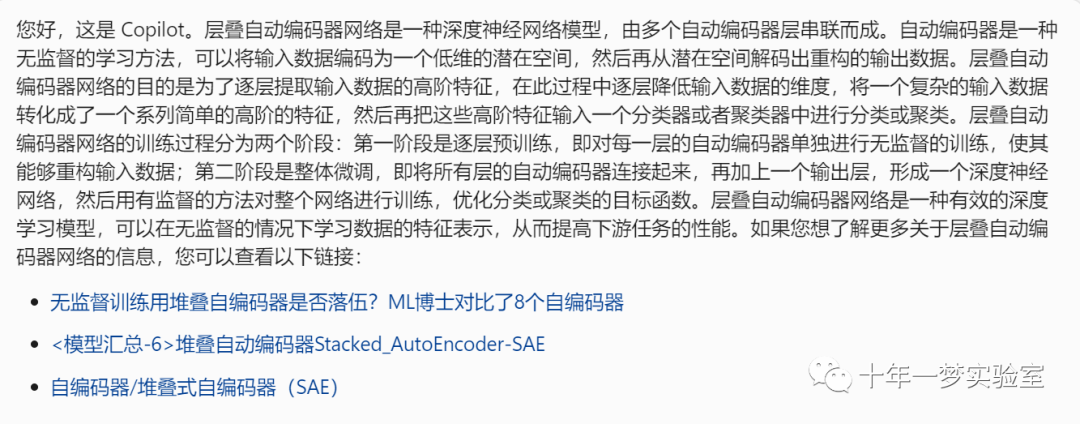 您好，这是 Copilot。层叠自动编码器网络是一种深度神经网络模型，由多个自动编码器层串联而成。自动编码器是一种
无监督的学习方法，可以将输入数据编码为一个低维的潜在空间，然后再从潜在空间解码出重构的输出数据。层叠自动
编码器网络的目的是为了逐层提取输入数据的高阶特征，在此过程中逐层降低输入数据的维度，将一个复杂的输入数据
转化成了一个系列简单的高阶的特征，然后再把这些高阶特征输入一个分类器或者聚类器中进行分类或聚类。层叠自动
编码器网络的训练过程分为两个阶段：第一阶段是逐层预训练，即对每一层的自动编码器单独进行无监督的训练，使其
能够重构输入数据；第二阶段是整体微调，即将所有层的自动编码器连接起来，再加上一个输出层，形成一个深度神经
网络，然后用有监督的方法对整个网络进行训练，优化分类或聚类的目标函数。层叠自动编码器网络是一种有效的深度
学习模型，可以在无监督的情况下学习数据的特征表示，从而提高下游任务的性能。如果您想了解更多关于层叠自动编
码器网络的信息，您可以查看以下链接：
• 无监督训练用堆叠自编码器是否落伍？ML博士对比了8个自编码器
• <模型汇总-6>堆叠自动编码器Stacked_AutoEncoder-SAE
• 自编码器/堆叠式自编码器（SAE）
十年一梦实验室